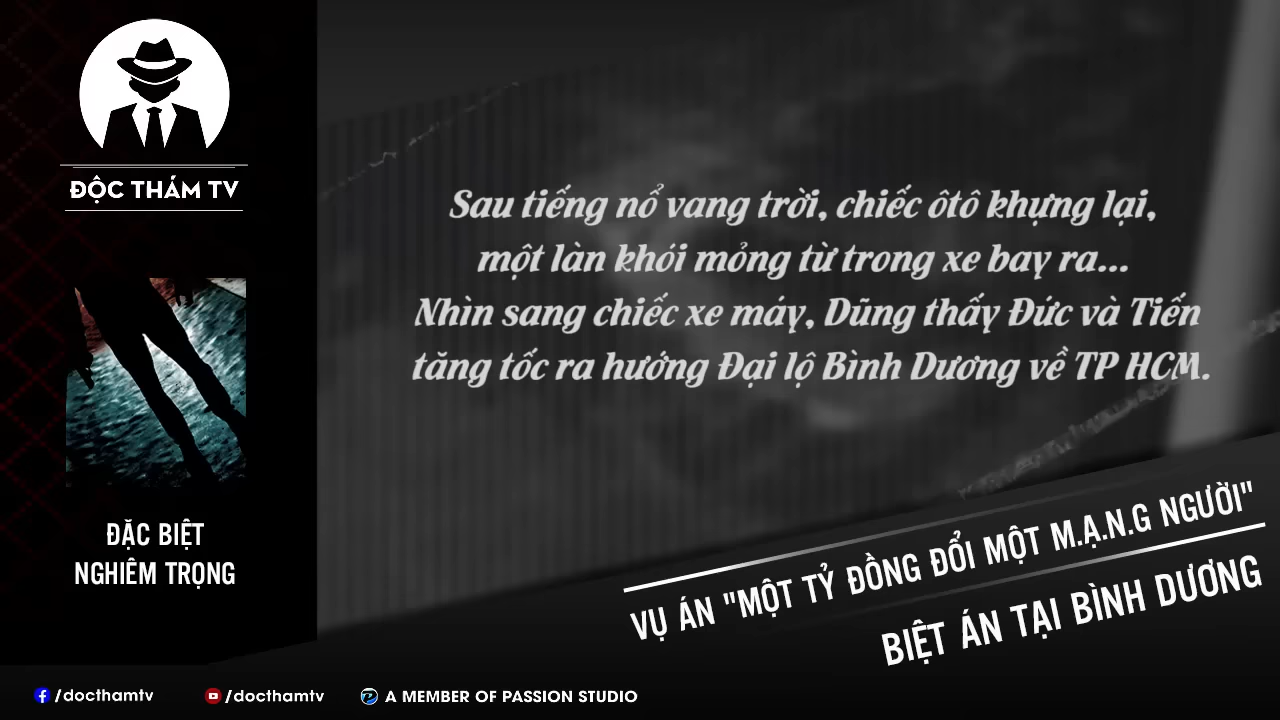 ĐỘC THÁM TV
ĐẶC BIỆT
NGHIÊM TRỌNG
Sau tiếng nổ vang trời, chiếc ôtô khựng lại,
một làn khói mỏng từ trong xe bay ra...
Nhìn sang chiếc xe máy, Dũng thấy Đức và Tiến
tăng tốc ra hướng Đại lộ Bình Dương về TP HCM.
VỤ ÁN "MỘT TỶ ĐỒNG ĐỔI MỘT M.Ạ.N.G NGƯỜI"
BIỆT ÁN TẠI BÌNH DƯƠNG
/docthamtv
/docthamtv
A MEMBER OF PASSION STUDIO